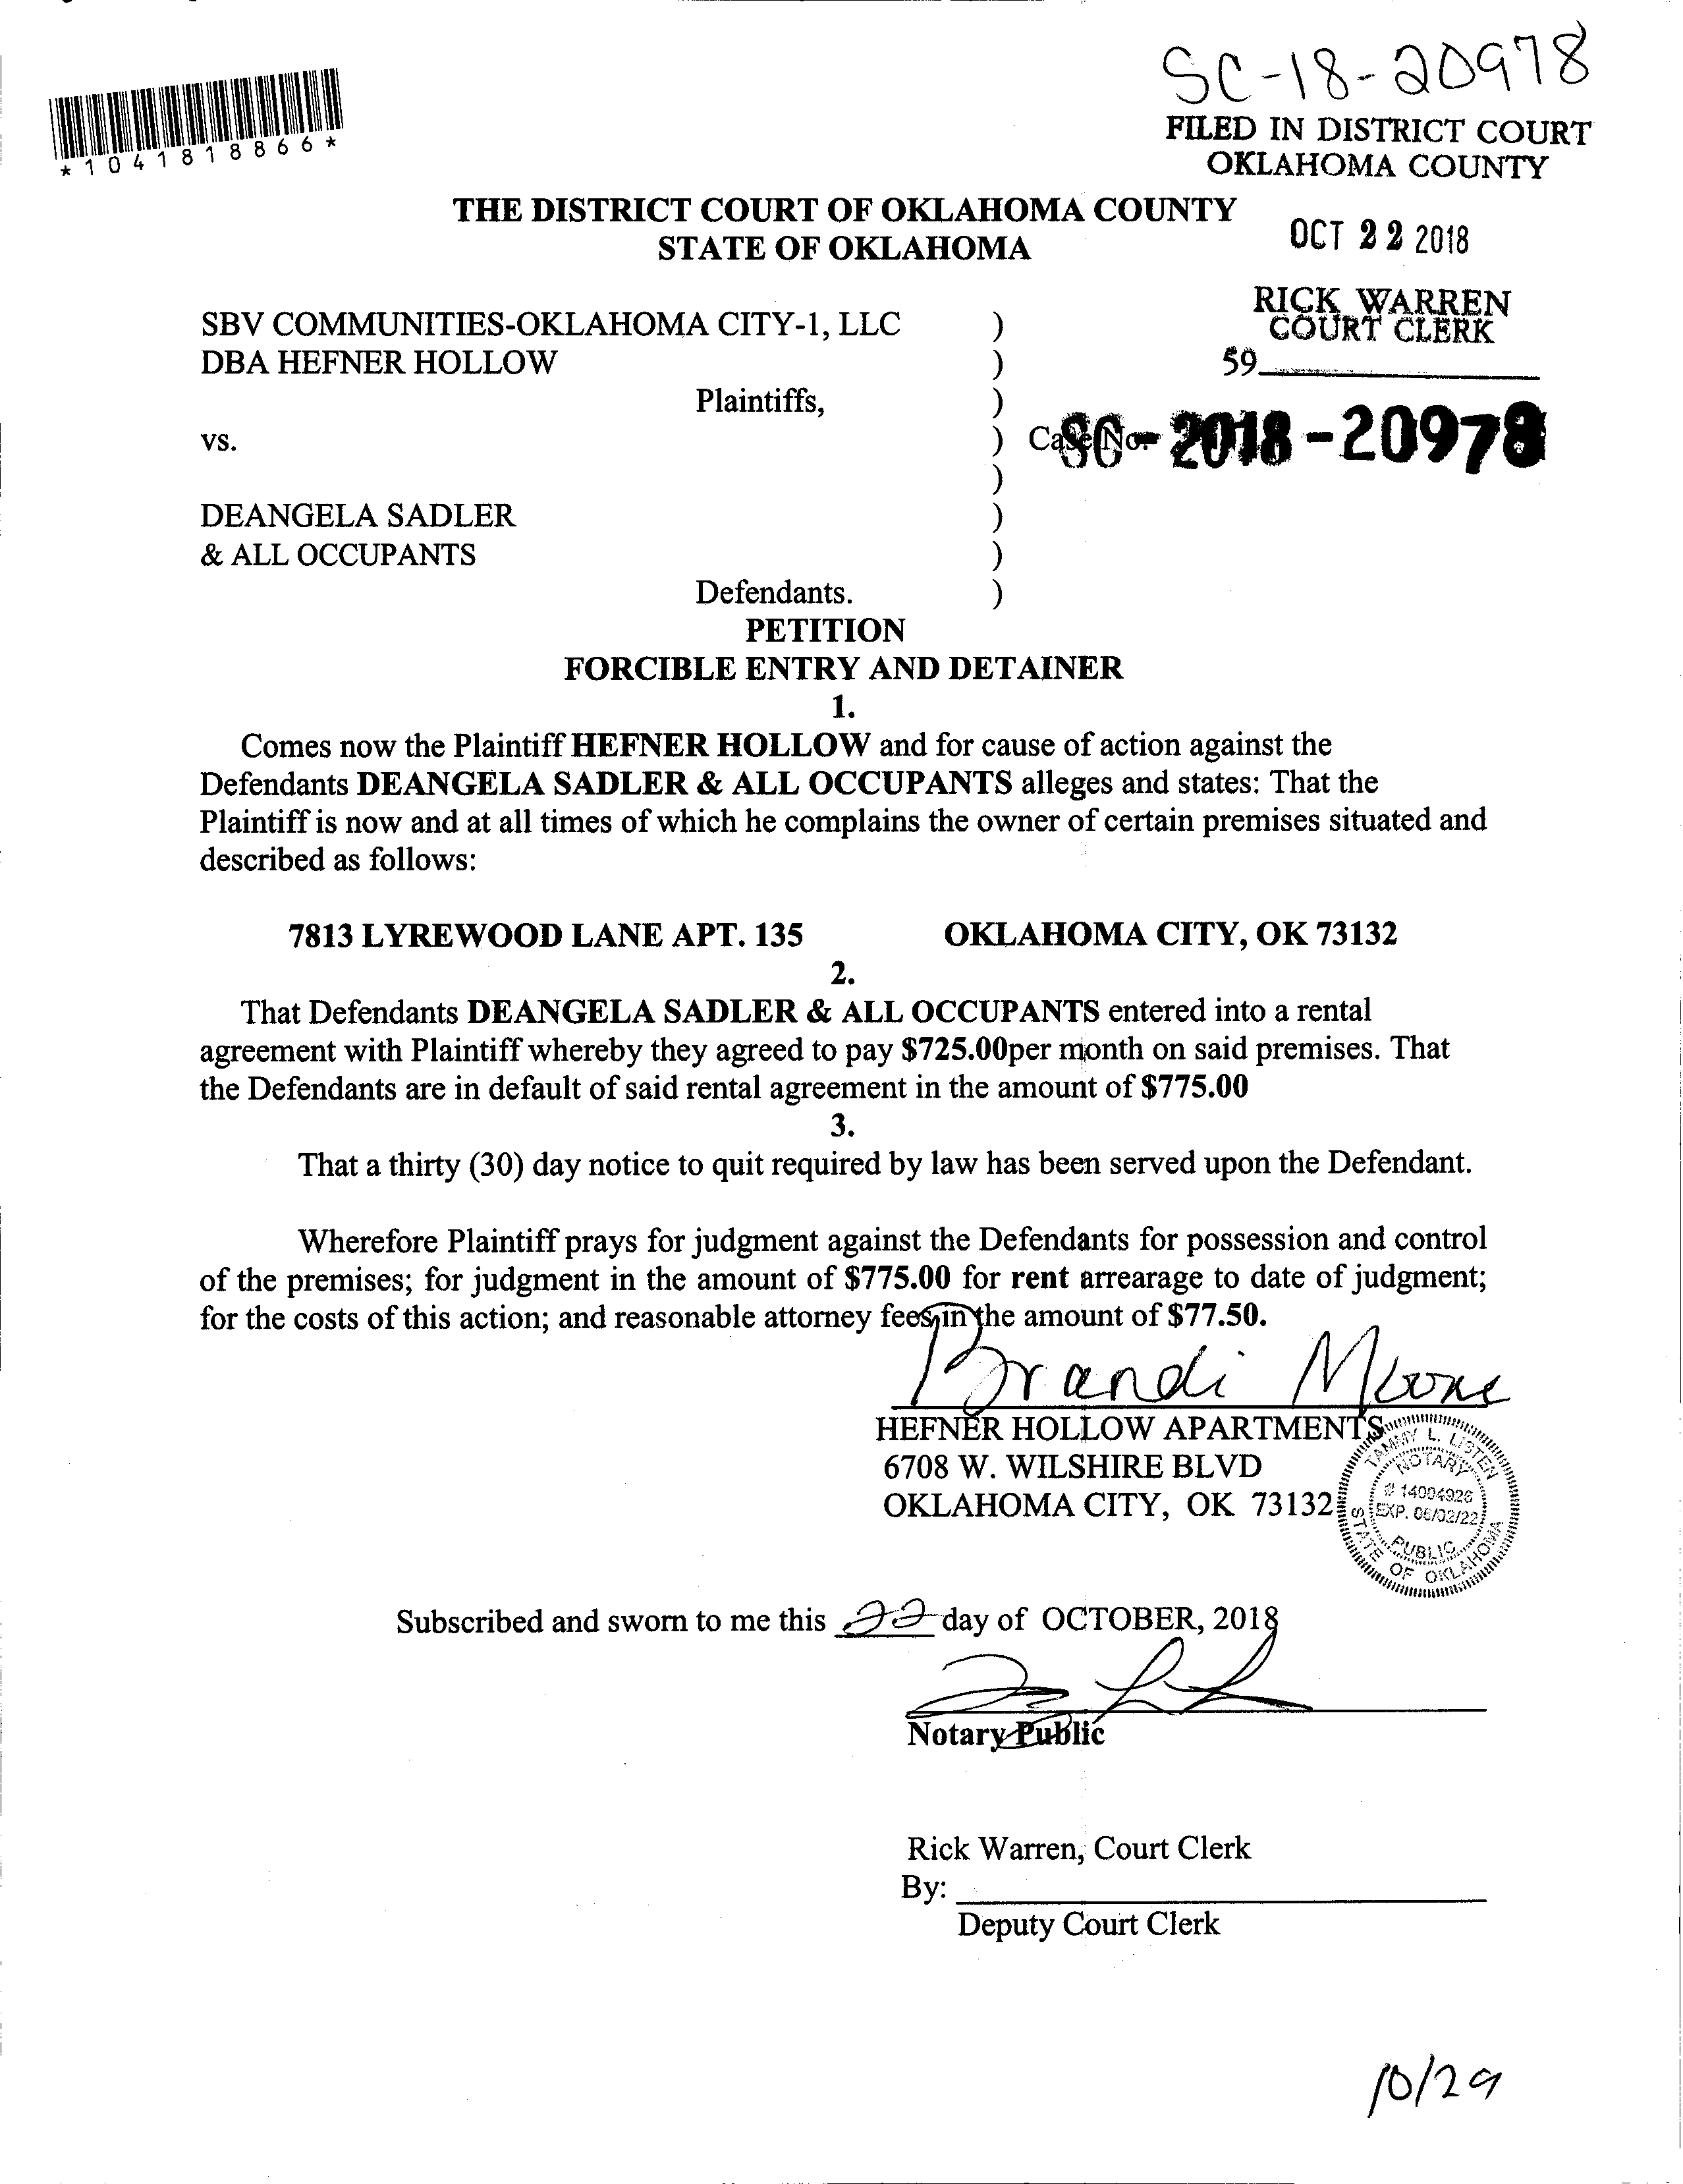 SC-18-20978
*1041818866*
FILED IN DISTRICT COURT
OKLAHOMA COUNTY
THE DISTRICT COURT OF OKLAHOMA COUNTY
STATE OF OKLAHOMA
OCT 22 2018
RICK WARREN
COURT CLERK
59
SBV COMMUNITIES-OKLAHOMA CITY-1, LLC )
DBA HEFNER HOLLOW )
Plaintiffs, )
vs. ) Case No. SC-2018-20978
)
DEANGELA SADLER )
& ALL OCCUPANTS )
Defendants. )
PETITION
FORCIBLE ENTRY AND DETAINER
1.
Comes now the Plaintiff HEFNER HOLLOW and for cause of action against the
Defendants DEANGELA SADLER & ALL OCCUPANTS alleges and states: That the
Plaintiff is now and at all times of which he complains the owner of certain premises situated and
described as follows:
7813 LYREWOOD LANE APT. 135 OKLAHOMA CITY, OK 73132
2.
That Defendants DEANGELA SADLER & ALL OCCUPANTS entered into a rental
agreement with Plaintiff whereby they agreed to pay $725.00per month on said premises. That
the Defendants are in default of said rental agreement in the amount of $775.00
3.
That a thirty (30) day notice to quit required by law has been served upon the Defendant.
Wherefore Plaintiff prays for judgment against the Defendants for possession and control
of the premises; for judgment in the amount of $775.00 for rent arrearage to date of judgment;
for the costs of this action; and reasonable attorney fees in the amount of $77.50.
Brandi Moore
HEFNER HOLLOW APARTMENTS
6708 W. WILSHIRE BLVD
OKLAHOMA CITY, OK 73132
TAMMY L. LISTEN
NOTARY
# 14004926
EXP. 06/02/22
PUBLIC
STATE OF OKLAHOMA
Subscribed and sworn to me this 22 day of OCTOBER, 2018
Notary Public
Rick Warren, Court Clerk
By:
Deputy Court Clerk
10/29